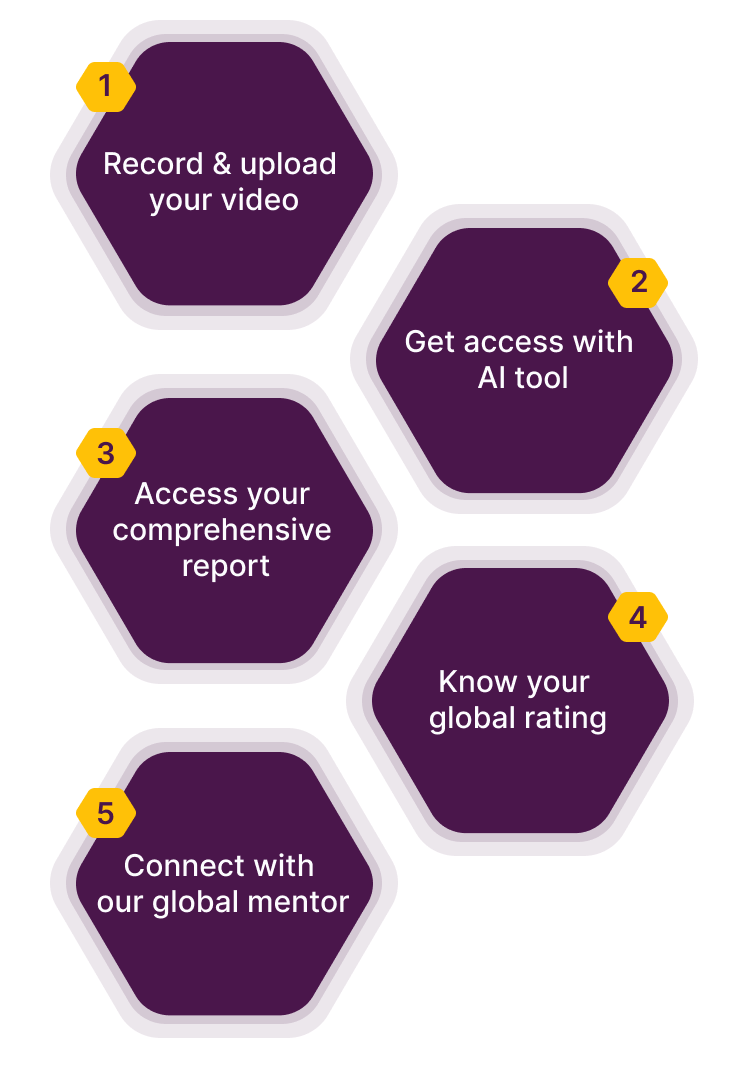 1
Record & upload
your video
2
Get access with
AI tool
3
Access your
comprehensive
report
4
Know your
global rating
5
Connect with
our global mentor